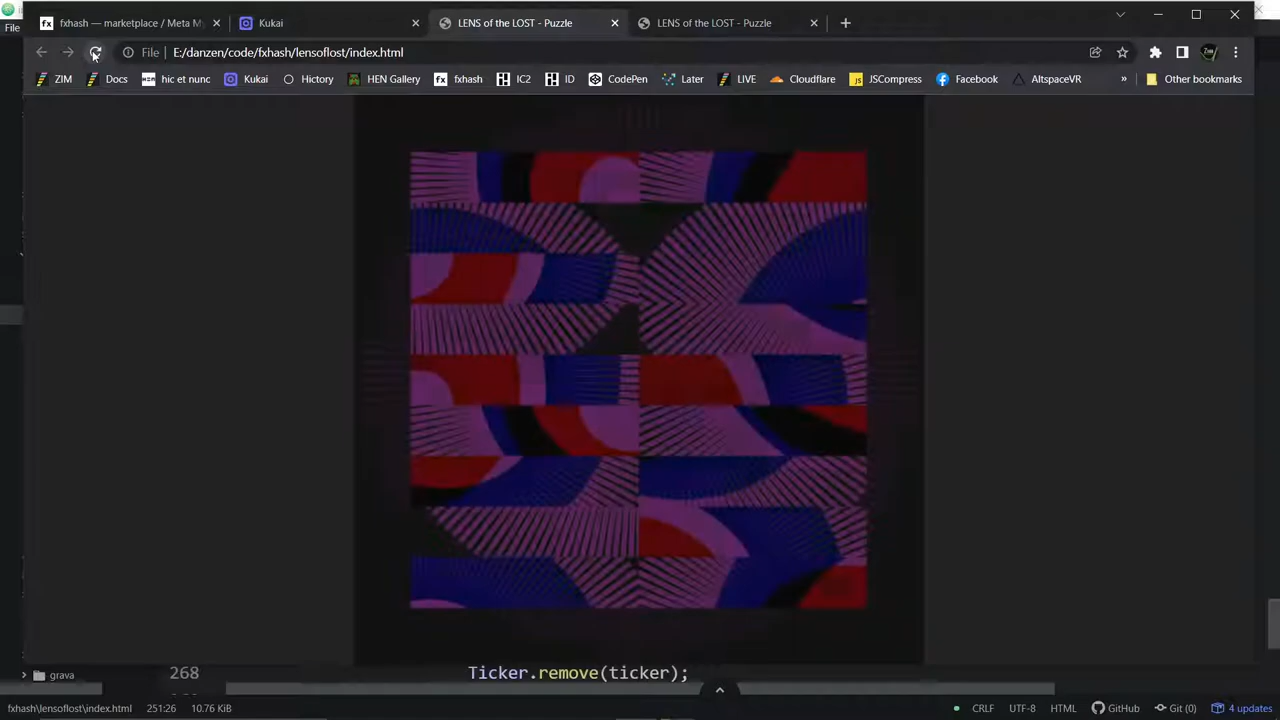 fxhash — marketplace / Meta M
Kukai
LENS of the LOST - Puzzle
LENS of the LOST - Puzzle
File
File
E:/danzen/code/fxhash/lensoflost/index.html
ZIM
Docs
hic et nunc
Kukai
Hictory
HEN Gallery
fxhash
IC2
ID
CodePen
Later
LIVE
Cloudflare
JSCompress
Facebook
AltspaceVR
»
Other bookmarks
grava
268
Ticker.remove(ticker);
fxhash\lensoflost\index.html
251:26
10.76 KiB
CRLF
UTF-8
HTML
GitHub
Git (0)
4 updates